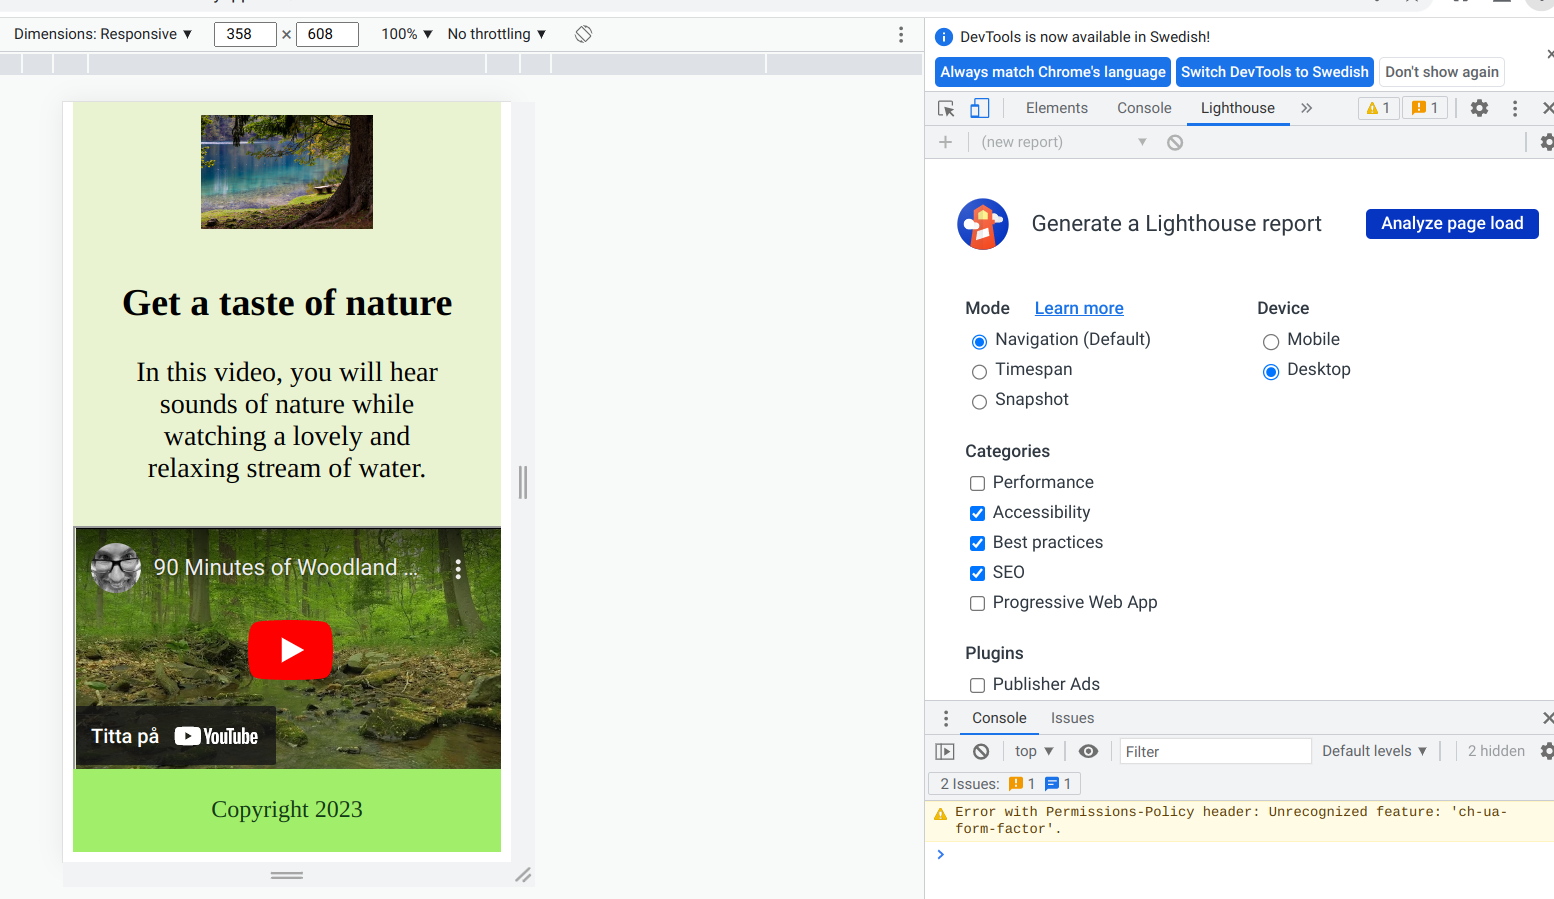 Dimensions: Responsive ▼ 358 × 608 100% ▼ No throttling ▼
DevTools is now available in Swedish!
Always match Chrome's language Switch DevTools to Swedish Don't show again
Elements Console Lighthouse 1 1
(new report)
Generate a Lighthouse report Analyze page load
Mode Learn more Device
Navigation (Default) Mobile
Timespan Desktop
Snapshot
Categories
Performance
Accessibility
Best practices
SEO
Progressive Web App
Plugins
Publisher Ads
Get a taste of nature
In this video, you will hear
sounds of nature while
watching a lovely and
relaxing stream of water.
90 Minutes of Woodland ...
Titta på YouTube
Copyright 2023
Console Issues
top ▼ Filter Default levels ▼ 2 hidden
2 Issues: 1 1
Error with Permissions-Policy header: Unrecognized feature: 'ch-ua-
form-factor'.